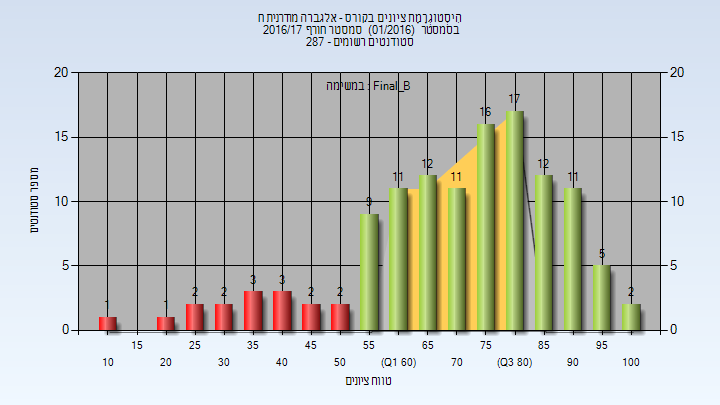 היסטוגרמת ציונים בקורס - אלגברה מודרנית ח
בסמסטר (01/2016) סמסטר חורף 2016/17
סטודנטים רשומים - 287
במשימה : Final_B
20 20
15 15
10 10
5 5
0 0
מספר סטודנטים
1 1 2 2 3 3 2 2 9 11 12 11 16 17 12 11 5 2
15 25 35 45 55 65 75 85 95
10 20 30 40 50 (Q1 60) 70 (Q3 80) 90 100
טווח ציונים